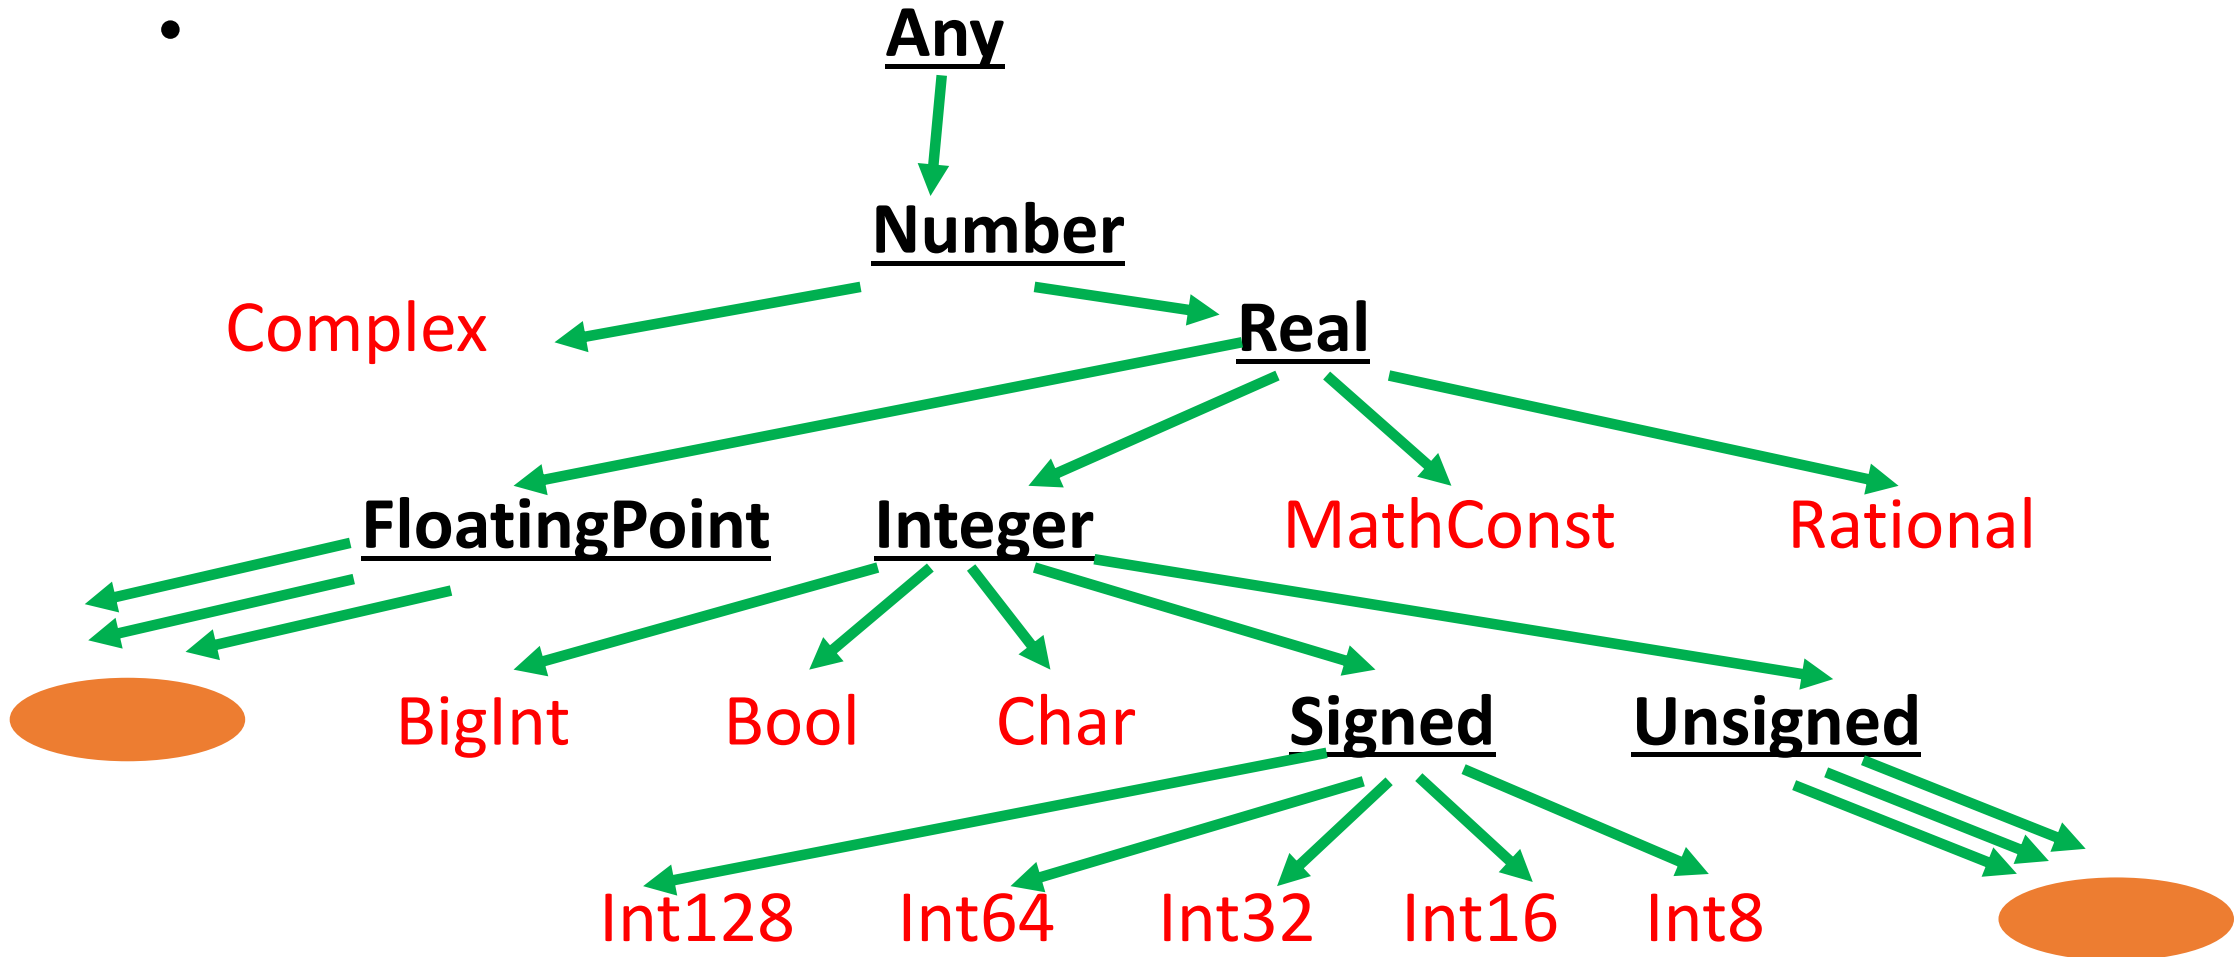 •
Any
Number
Complex
Real
FloatingPoint Integer MathConst Rational
BigInt Bool Char Signed Unsigned
Int128 Int64 Int32 Int16 Int8